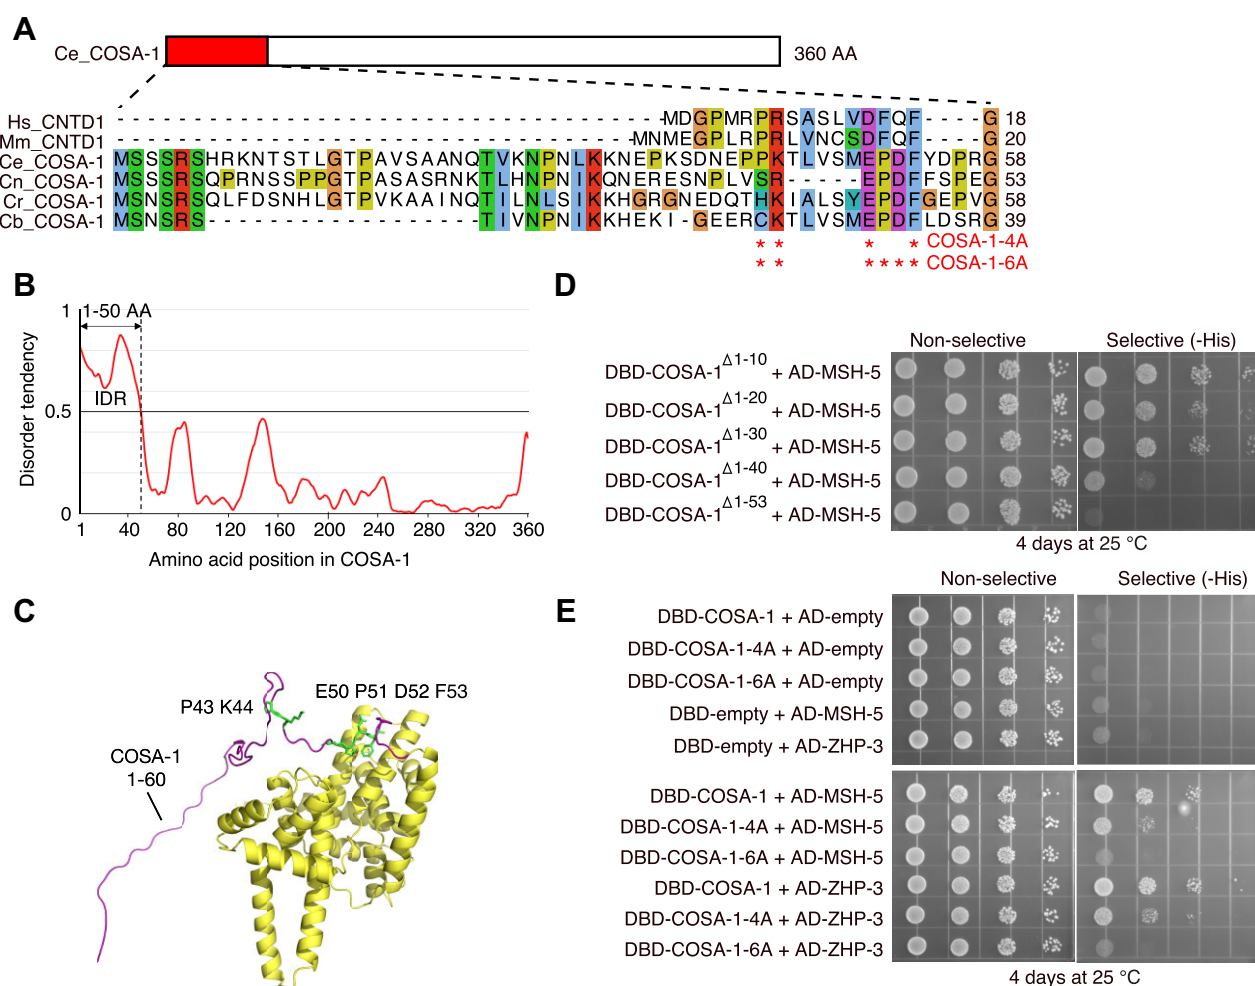 A
Ce_COSA-1
360 AA
Hs_CNTD1 ------------------------------------MDGPMRPRSASLVDFQF----G 18
Mm_CNTD1 ----------------------------------MNMEGPLRPRLVNCSDFQF----G 20
Ce_COSA-1 MSSSRSHRKNTSTLGTPAVSAANQTVKNPNLKKNEPKSDNEPPKTLVSMEPDFYDPRG 58
Cn_COSA-1 MSSSRSQPRNSSPPGTPASASRNKTLHNPNIKQNERESNPLVSR-----EPDFFSPEG 53
Cr_COSA-1 MSNSRSQLFDSNHLGTPVKAAINQTILNLSIKKHGRGNEDQTHKIALSYEPDFGEPVG 58
Cb_COSA-1 MSNSRS------------------TIVNPNIKKHEKI-GEERCKTLVSMEPDFLDSRG 39
* * * * COSA-1-4A
* * * * * * COSA-1-6A
B
Disorder tendency
1
0.5
0
1-50 AA
IDR
1 40 80 120 160 200 240 280 320 360
Amino acid position in COSA-1
C
P43 K44
E50 P51 D52 F53
COSA-1
1-60
D
Non-selective
Selective (-His)
DBD-COSA-1Δ1-10 + AD-MSH-5
DBD-COSA-1Δ1-20 + AD-MSH-5
DBD-COSA-1Δ1-30 + AD-MSH-5
DBD-COSA-1Δ1-40 + AD-MSH-5
DBD-COSA-1Δ1-53 + AD-MSH-5
4 days at 25 °C
E
Non-selective
Selective (-His)
DBD-COSA-1 + AD-empty
DBD-COSA-1-4A + AD-empty
DBD-COSA-1-6A + AD-empty
DBD-empty + AD-MSH-5
DBD-empty + AD-ZHP-3
DBD-COSA-1 + AD-MSH-5
DBD-COSA-1-4A + AD-MSH-5
DBD-COSA-1-6A + AD-MSH-5
DBD-COSA-1 + AD-ZHP-3
DBD-COSA-1-4A + AD-ZHP-3
DBD-COSA-1-6A + AD-ZHP-3
4 days at 25 °C